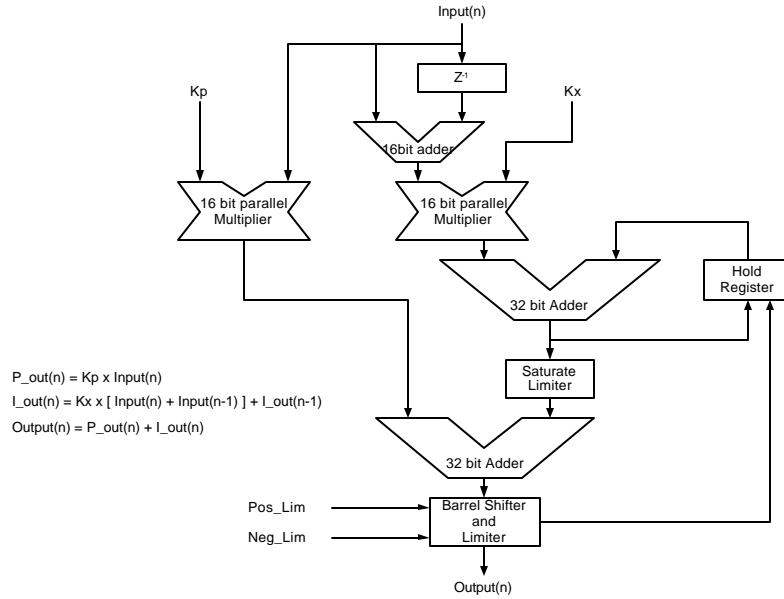 Input(n)
Z-1
Kp
Kx
16bit adder
16 bit parallel
Multiplier
16 bit parallel
Multiplier
Hold
Register
32 bit Adder
Saturate
Limiter
P_out(n) = Kp x Input(n)
I_out(n) = Kx x [ Input(n) + Input(n-1) ] + I_out(n-1)
Output(n) = P_out(n) + I_out(n)
32 bit Adder
Pos_Lim
Neg_Lim
Barrel Shifter
and
Limiter
Output(n)